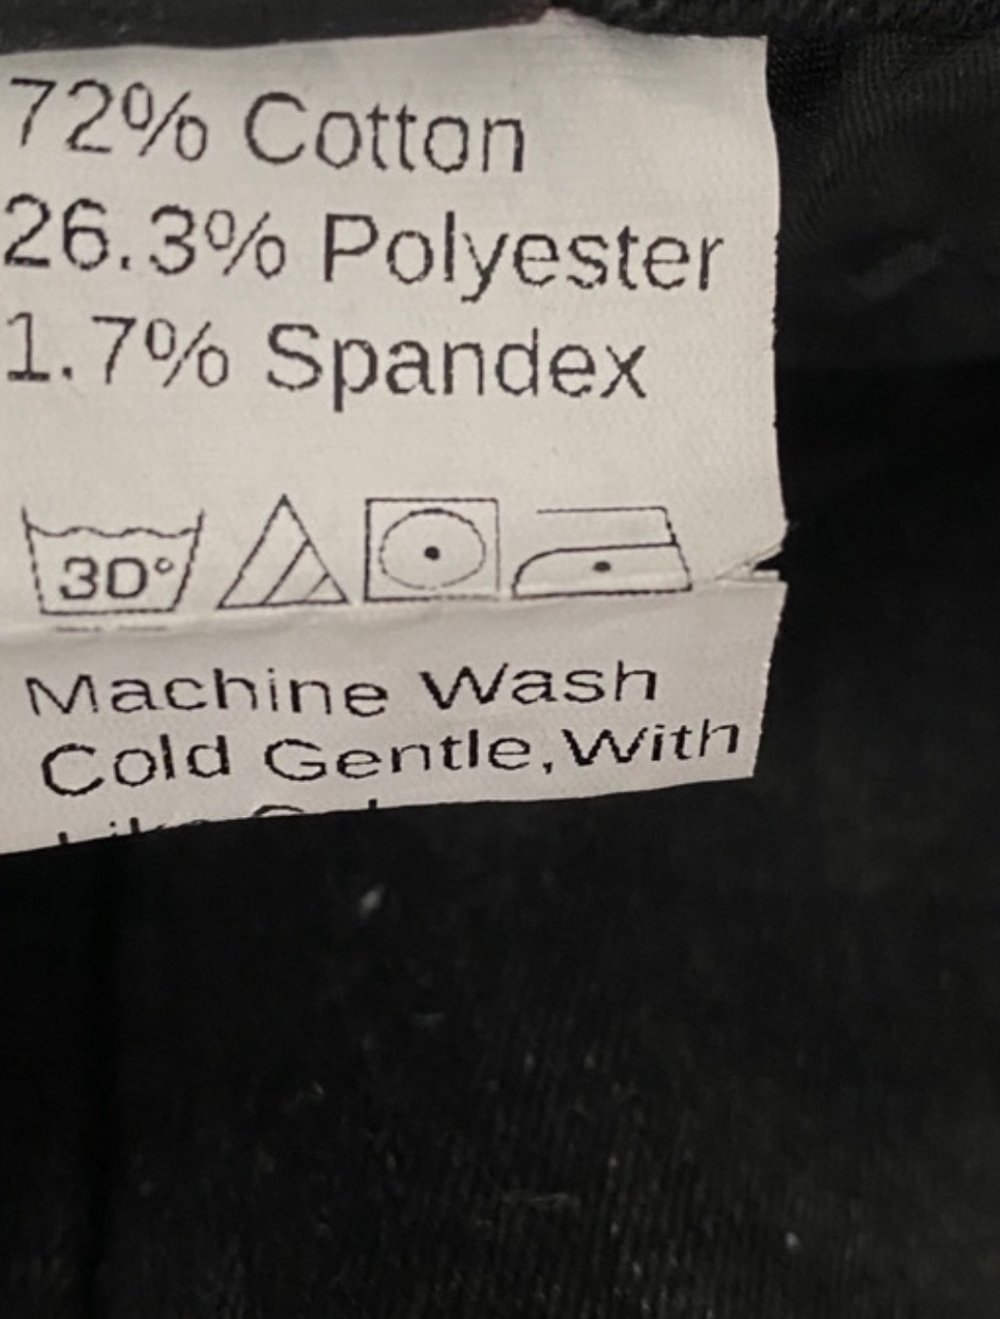 72% Cotton
26.3% Polyester
1.7% Spandex
30°
Machine Wash
Cold Gentle,With